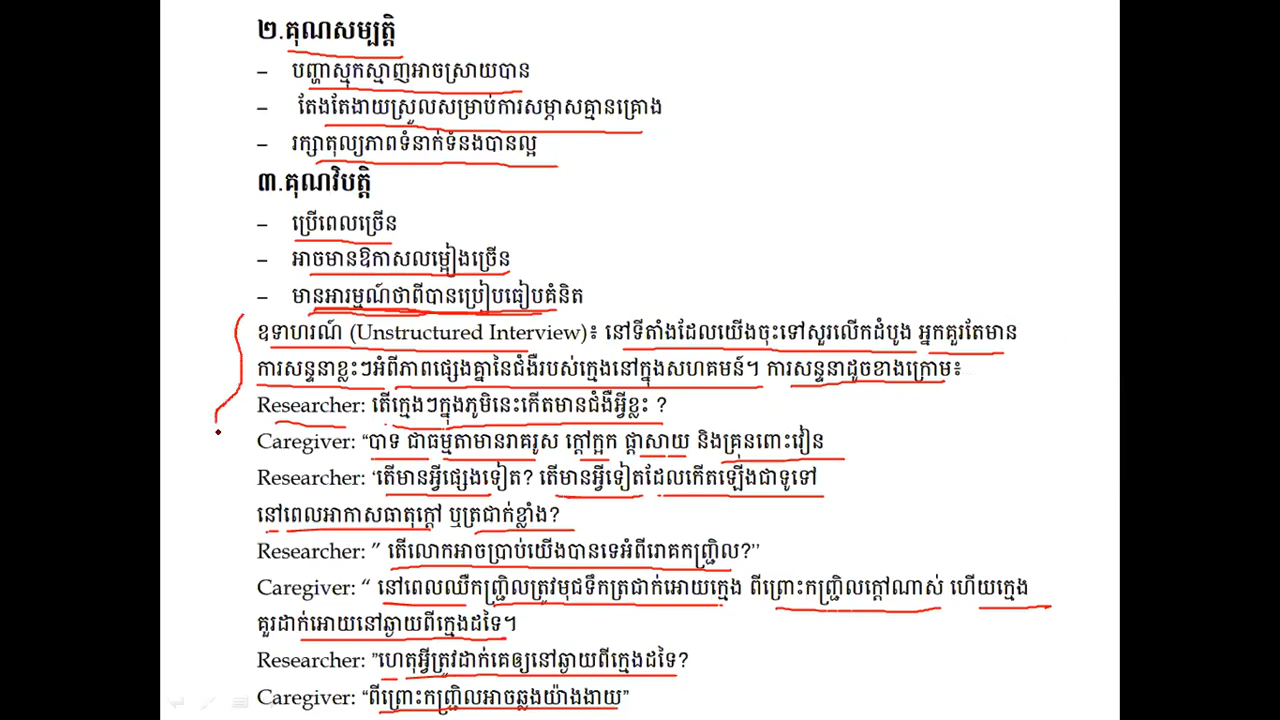 ២.គុណសម្បត្តិ
– បញ្ហាស្មុកស្មាញអាចស្រាយបាន
– តែងតែងាយស្រួលសម្រាប់ការសម្ភាសគ្មានគ្រោង
– រក្សាតុល្យភាពទំនាក់ទំនងបានល្អ
៣.គុណវិបត្តិ
– ប្រើពេលច្រើន
– អាចមានឱកាសលម្អៀងច្រើន
– មានអារម្មណ៍ថាពីបានប្រៀបធៀបគំនិត
ឧទាហរណ៍ (Unstructured Interview)៖ នៅទីតាំងដែលយើងចុះទៅសួរលើកដំបូង អ្នកគួរតែមាន
ការសន្ទនាខ្លះៗអំពីភាពផ្សេងគ្នានៃជំងឺរបស់ក្មេងនៅក្នុងសហគមន៍។ ការសន្ទនាដូចខាងក្រោម៖
Researcher: តើក្មេងៗក្នុងភូមិនេះកើតមានជំងឺអ្វីខ្លះ ?
Caregiver: “បាទ ជាធម្មតាមានរាគរូស ក្តៅក្អក ផ្តាសាយ និងគ្រុនពោះវៀន
Researcher: ‘តើមានអ្វីផ្សេងទៀត? តើមានអ្វីទៀតដែលកើតឡើងជាទូទៅ
នៅពេលអាកាសធាតុក្តៅ ឬត្រជាក់ខ្លាំង?
Researcher: ” តើលោកអាចប្រាប់យើងបានទេអំពីរោគកញ្ជ្រិល?’’
Caregiver: “ នៅពេលឈឺកញ្ជ្រិលត្រូវមុជទឹកត្រជាក់អោយក្មេង ពីព្រោះកញ្ជ្រិលក្តៅណាស់ ហើយក្មេង
គួរដាក់អោយនៅឆ្ងាយពីក្មេងដទៃ។
Researcher: ”ហេតុអ្វីត្រូវដាក់គេឲ្យនៅឆ្ងាយពីក្មេងដទៃ?
Caregiver: “ពីព្រោះកញ្ជ្រិលអាចឆ្លងយ៉ាងងាយ”